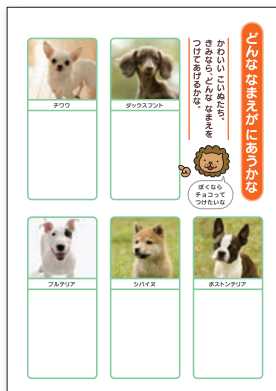 どんな なまえが にあうかな
かわいい こいぬたち。
きみなら、どんな なまえを
つけてあげるかな。
ぼくなら
チョコって
つけたいな
ダックスフント
チワワ
ボストンテリア
シバイヌ
ブルテリア